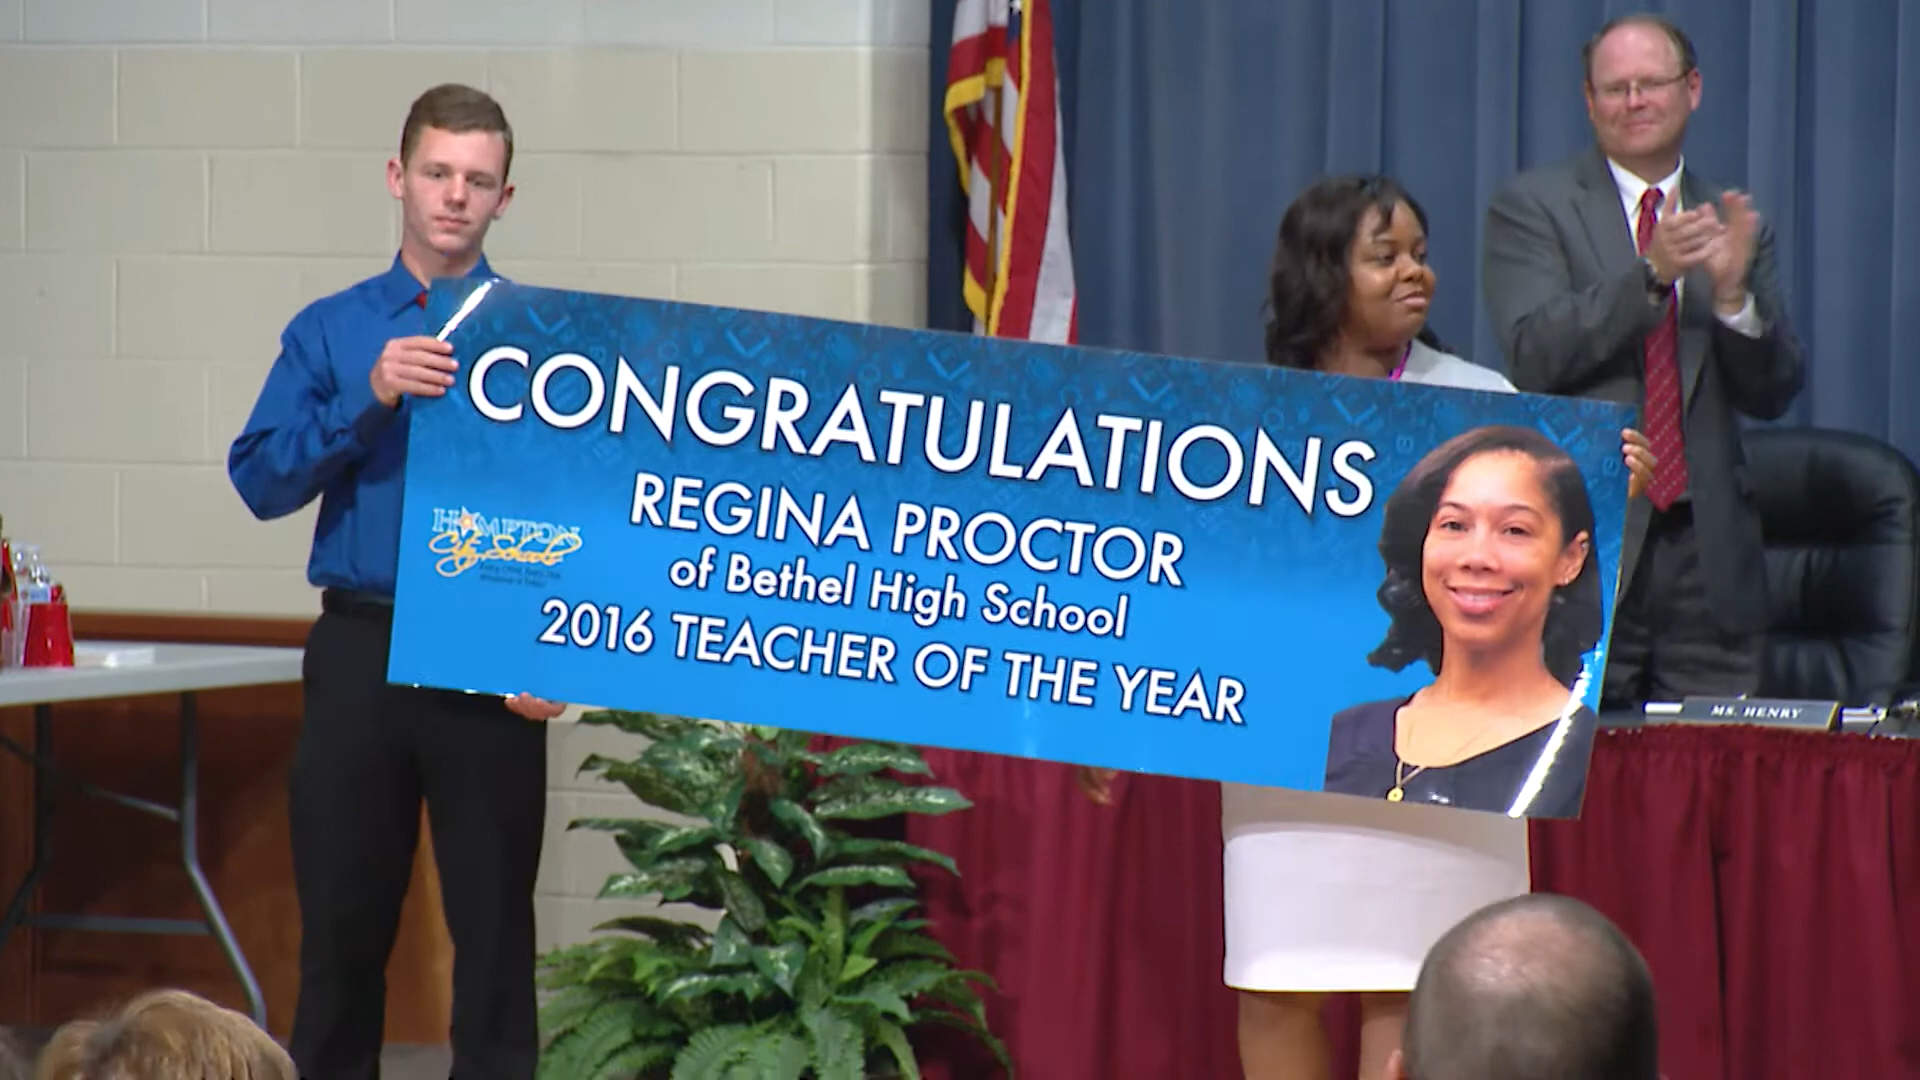 CONGRATULATIONS
REGINA PROCTOR
of Bethel High School
2016 TEACHER OF THE YEAR
HAMPTON
City Schools
MS. HENRY